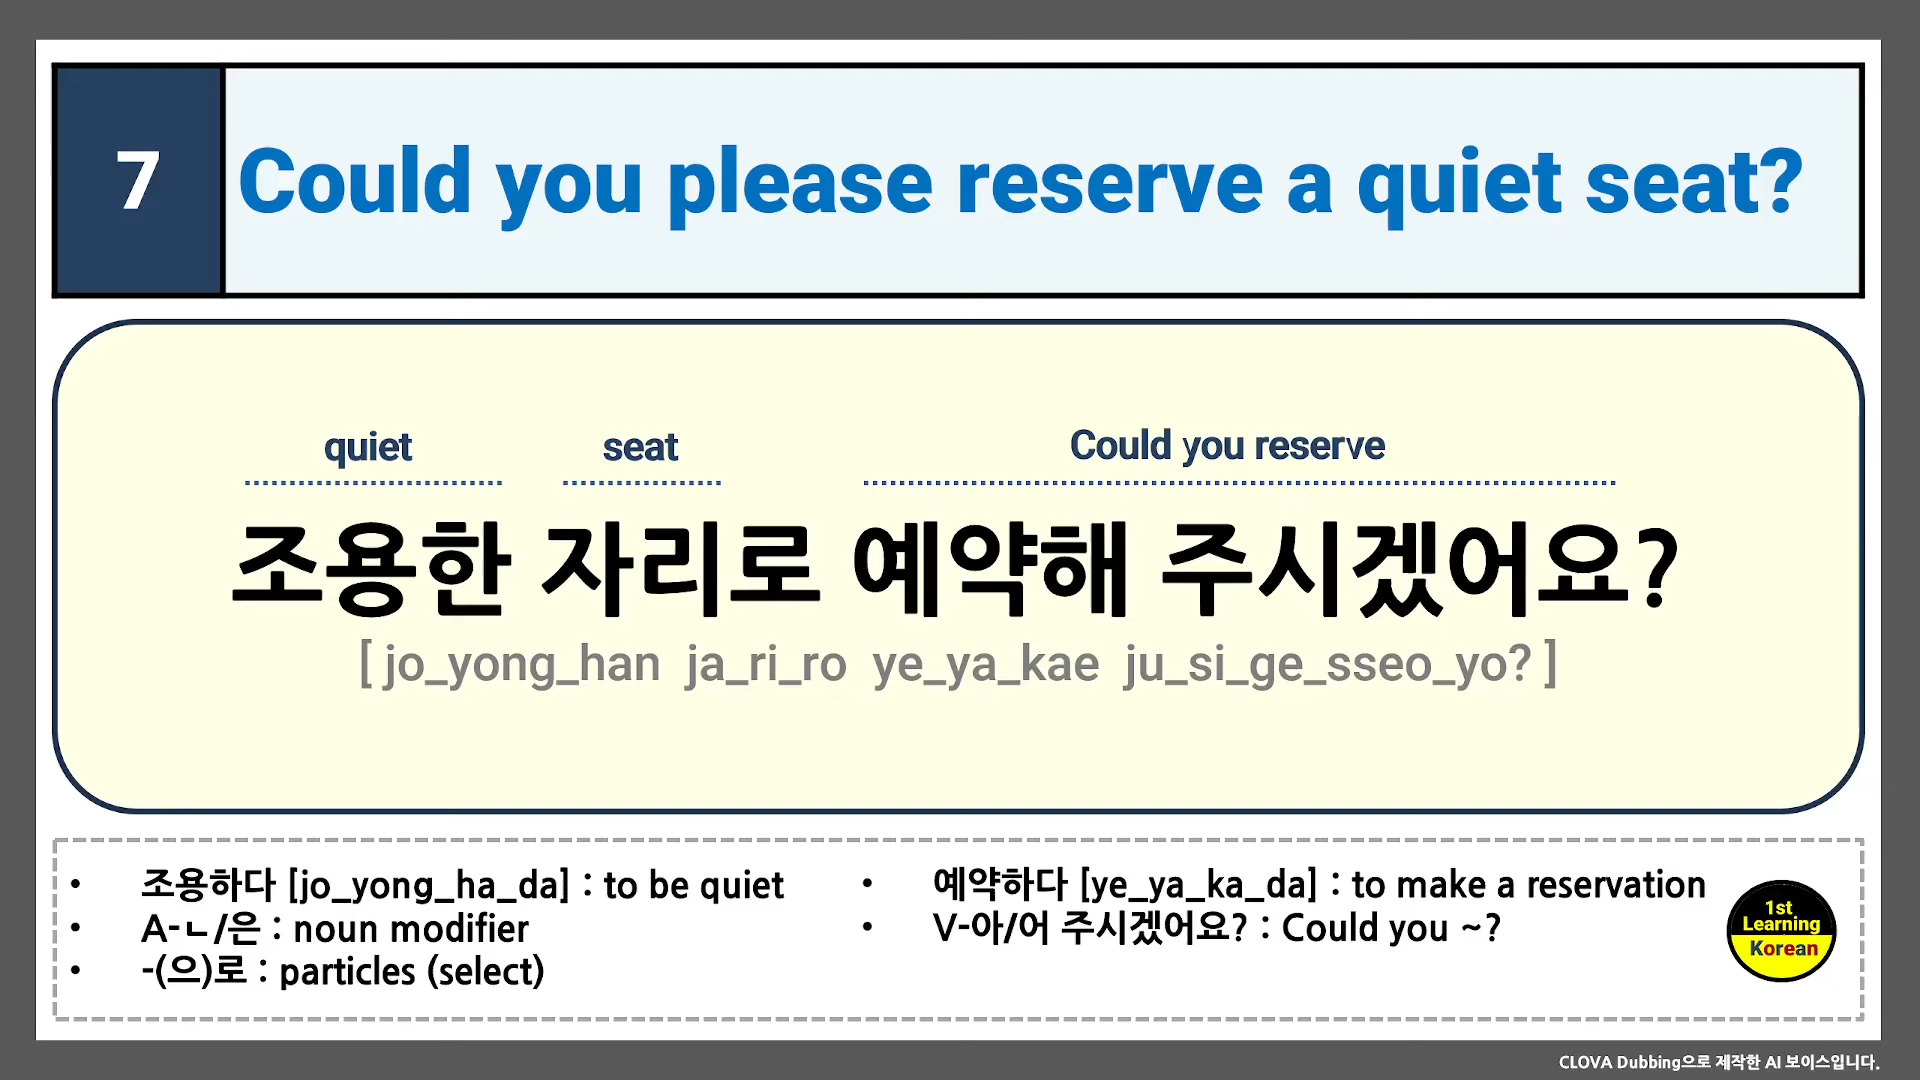 7
Could you please reserve a quiet seat?
quiet seat Could you reserve
조용한 자리로 예약해 주시겠어요?
[ jo_yong_han ja_ri_ro ye_ya_kae ju_si_ge_sseo_yo? ]
• 조용하다 [jo_yong_ha_da] : to be quiet
• A-ㄴ/은 : noun modifier
• -(으)로 : particles (select)
• 예약하다 [ye_ya_ka_da] : to make a reservation
• V-아/어 주시겠어요? : Could you ~?
1st
Learning
Korean
CLOVA Dubbing으로 제작한 AI 보이스입니다.